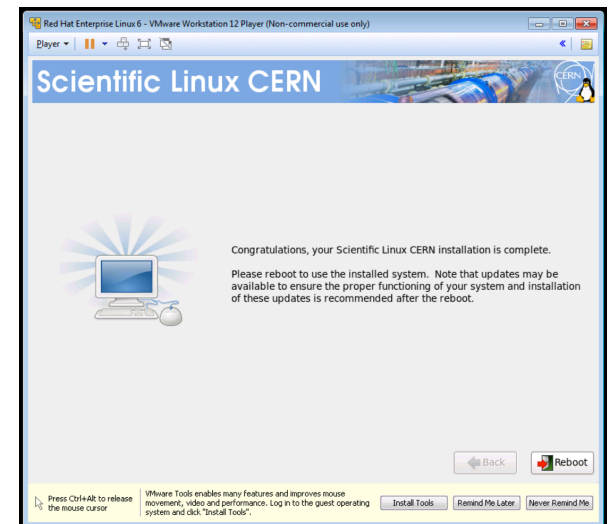 Red Hat Enterprise Linux 6 - VMware Workstation 12 Player (Non-commercial use only)
Player
Scientific Linux CERN
CERN
Congratulations, your Scientific Linux CERN installation is complete.
Please reboot to use the installed system. Note that updates may be
available to ensure the proper functioning of your system and installation
of these updates is recommended after the reboot.
Back
Reboot
Press Ctrl+Alt to release
the mouse cursor
VMware Tools enables many features and improves mouse
movement, video and performance. Log in to the guest operating
system and click "Install Tools".
Install Tools
Remind Me Later
Never Remind Me